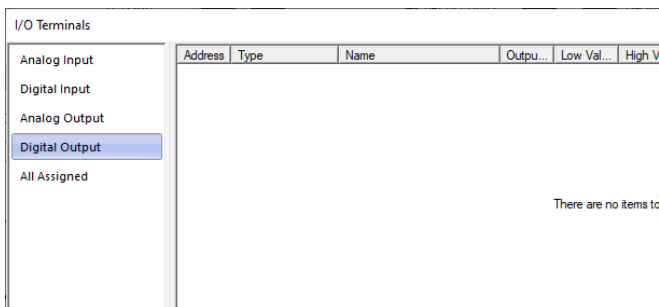 I/O Terminals
Analog Input
Digital Input
Analog Output
Digital Output
All Assigned
Address Type Name Outpu... Low Val... High V
There are no items to